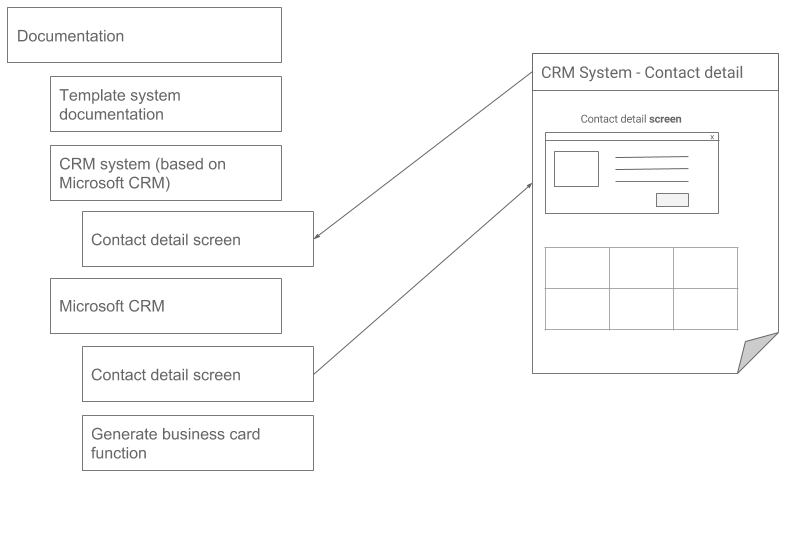 Documentation
Template system
documentation
CRM system (based on
Microsoft CRM)
Contact detail screen
Microsoft CRM
Contact detail screen
Generate business card
function
CRM System - Contact detail
Contact detail screen
x